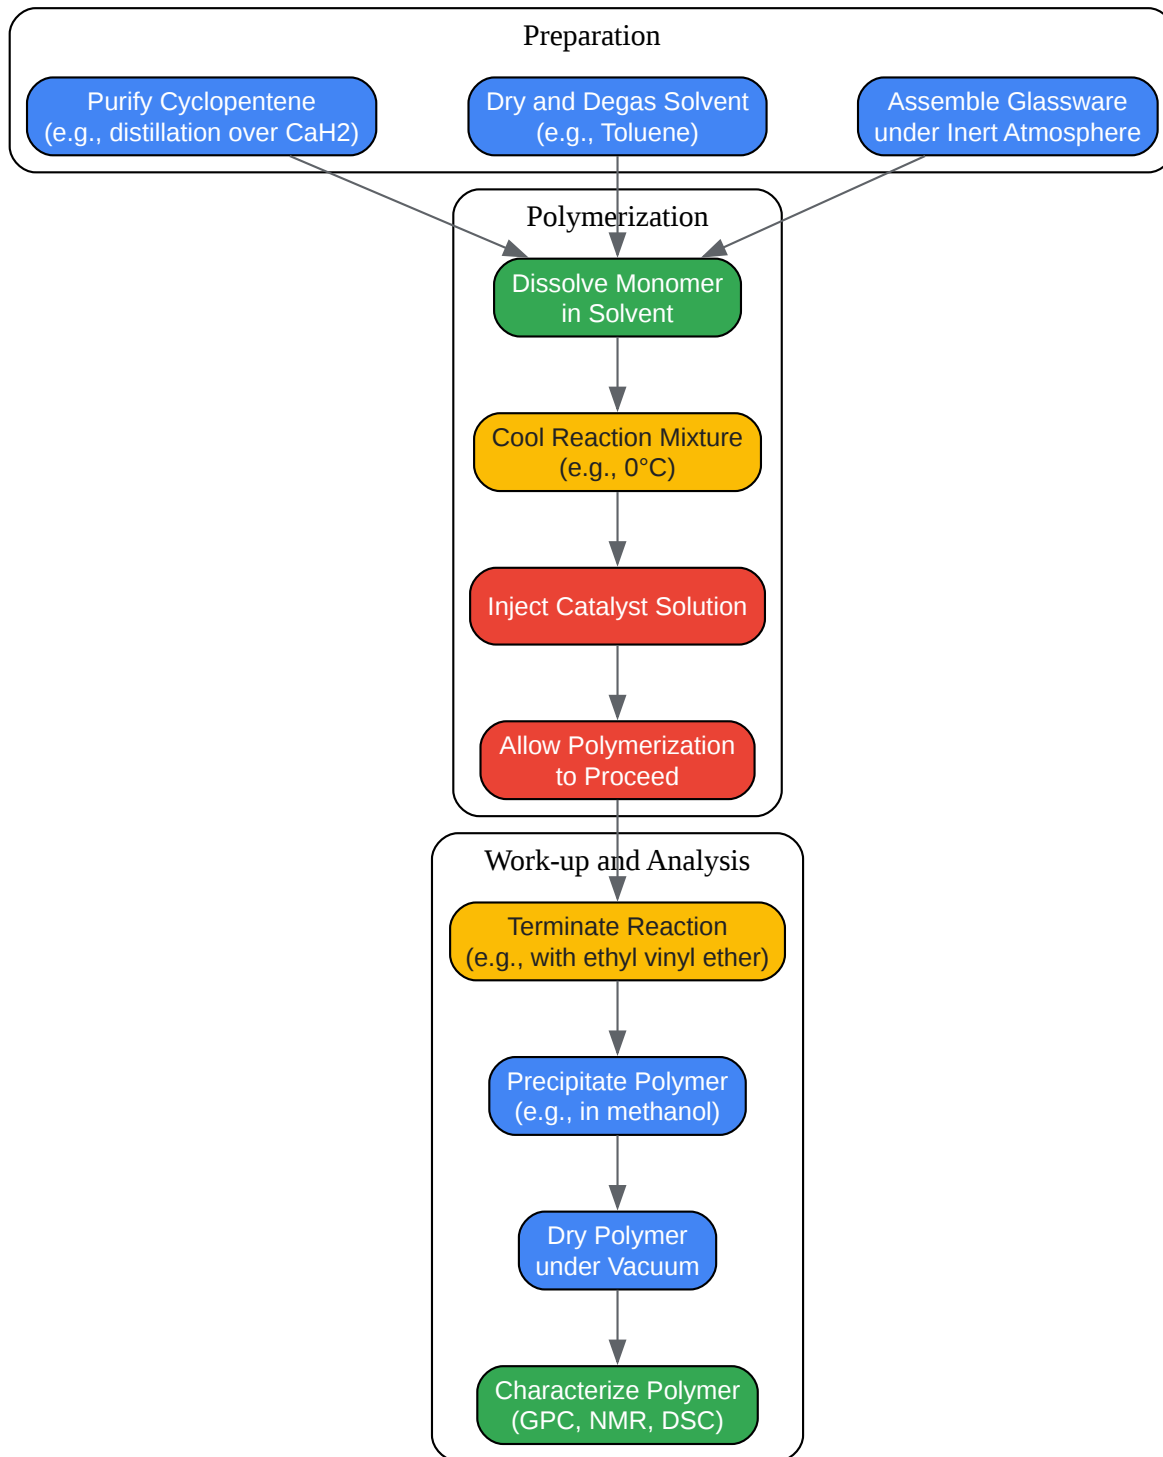 Preparation
Purify Cyclopentene
(e.g., distillation over CaH2)
Dry and Degas Solvent
(e.g., Toluene)
Assemble Glassware
under Inert Atmosphere
Polymerization
Dissolve Monomer
in Solvent
Cool Reaction Mixture
(e.g., 0°C)
Inject Catalyst Solution
Allow Polymerization
to Proceed
Work-up and Analysis
Terminate Reaction
(e.g., with ethyl vinyl ether)
Precipitate Polymer
(e.g., in methanol)
Dry Polymer
under Vacuum
Characterize Polymer
(GPC, NMR, DSC)